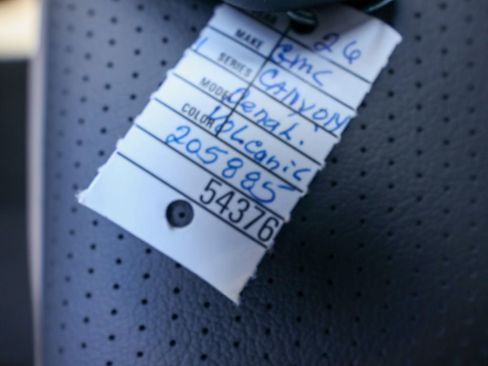 26
MAKE GMC
SERIES CANYON
MODEL Denali
COLOR Volcanic
205885
54376